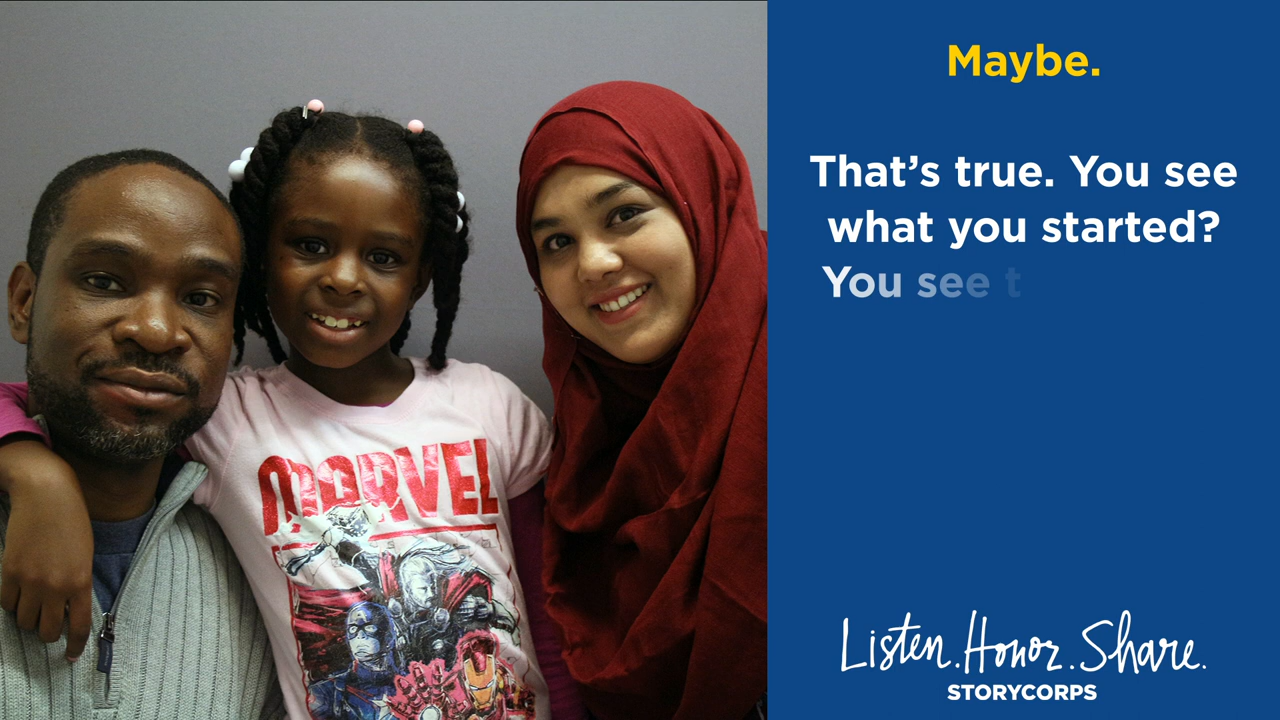 Maybe.
That's true. You see
what you started?
You see t
MARVEL
Listen. Honor. Share.
STORYCORPS